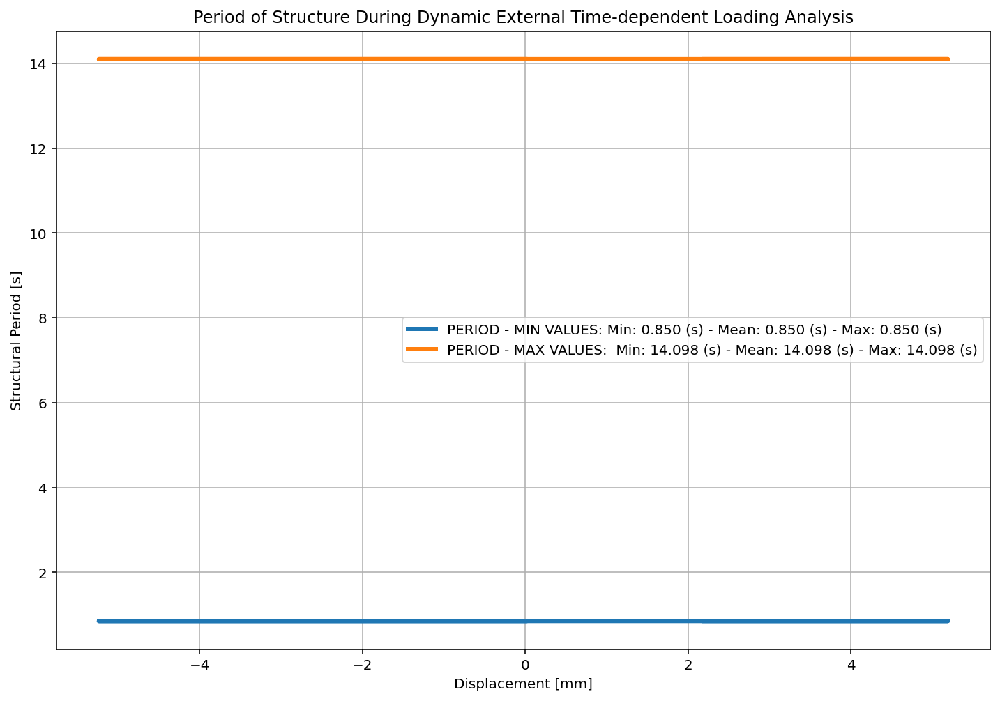 Period of Structure During Dynamic External Time-dependent Loading Analysis
14
12
10
8
6
4
2
Structural Period [s]
PERIOD - MIN VALUES: Min: 0.850 (s) - Mean: 0.850 (s) - Max: 0.850 (s)
PERIOD - MAX VALUES:  Min: 14.098 (s) - Mean: 14.098 (s) - Max: 14.098 (s)
−4 −2 0 2 4
Displacement [mm]